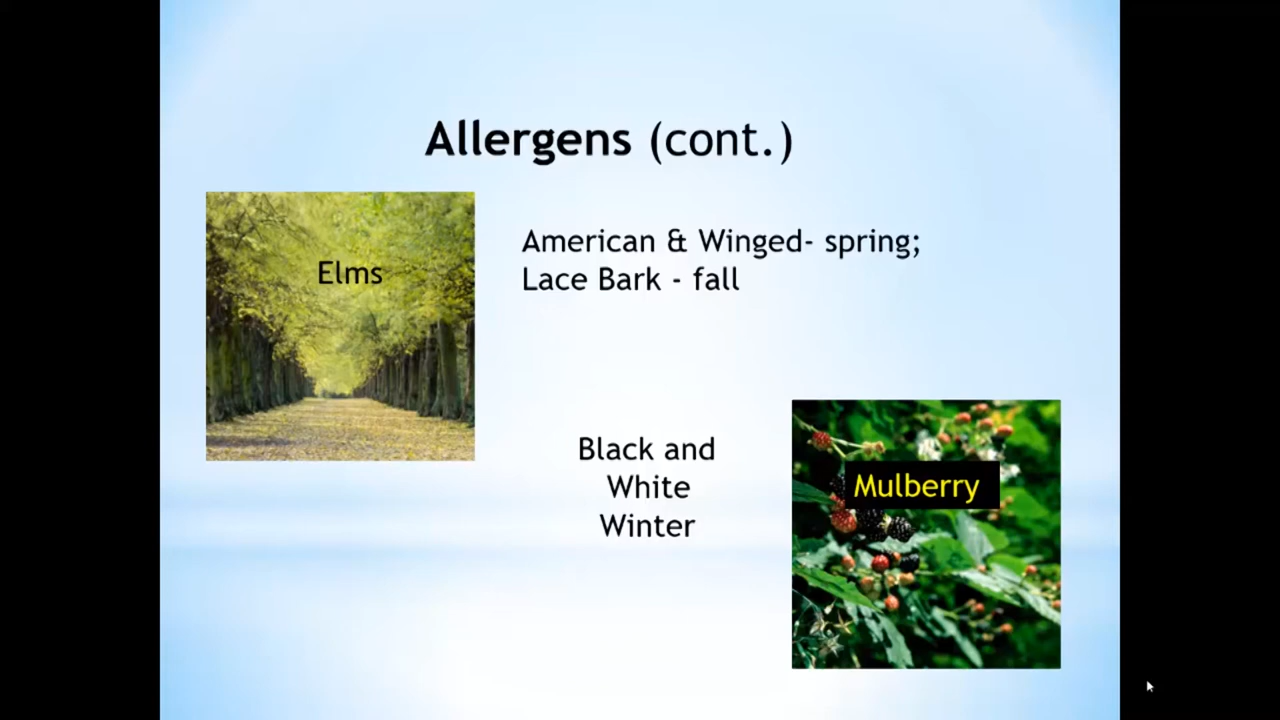 Allergens (cont.)
Elms
American & Winged- spring;
Lace Bark - fall
Black and
White
Winter
Mulberry